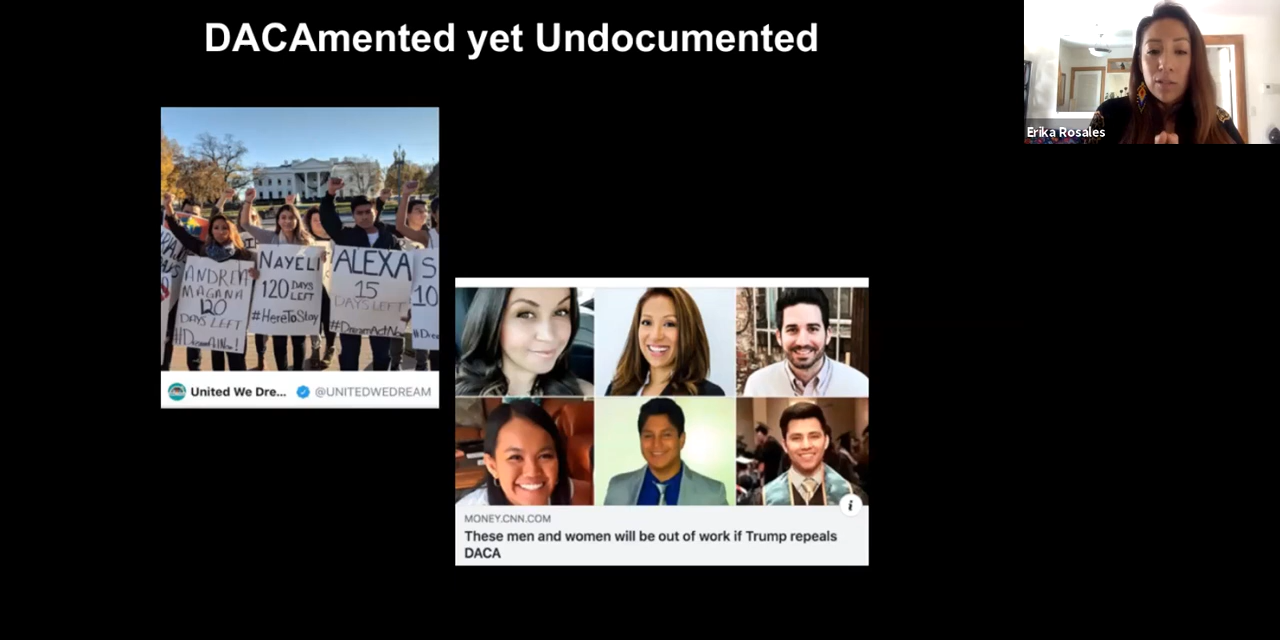 DACAmented yet Undocumented
Erika Rosales
ANDREA
MAGANA
120
DAYS LEFT
NAYELI
120 DAYS
LEFT
#HereToStay
ALEXA
15
DAYS LEFT
#DreamActNow
S
10
United We Dre...
@UNITEDWEDREAM
MONEY.CNN.COM
These men and women will be out of work if Trump repeals
DACA